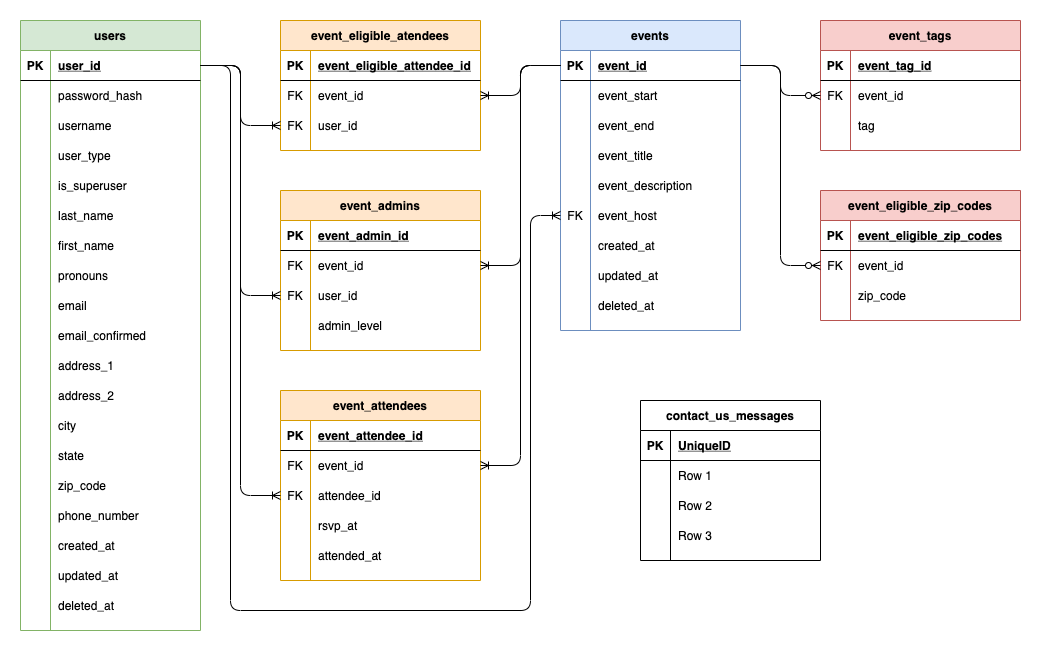 users
PK user_id
password_hash
username
user_type
is_superuser
last_name
first_name
pronouns
email
email_confirmed
address_1
address_2
city
state
zip_code
phone_number
created_at
updated_at
deleted_at
event_eligible_atendees
PK event_eligible_attendee_id
FK event_id
FK user_id
event_admins
PK event_admin_id
FK event_id
FK user_id
admin_level
event_attendees
PK event_attendee_id
FK event_id
FK attendee_id
rsvp_at
attended_at
events
PK event_id
event_start
event_end
event_title
event_description
FK event_host
created_at
updated_at
deleted_at
event_tags
PK event_tag_id
FK event_id
tag
event_eligible_zip_codes
PK event_eligible_zip_codes
FK event_id
zip_code
contact_us_messages
PK UniqueID
Row 1
Row 2
Row 3